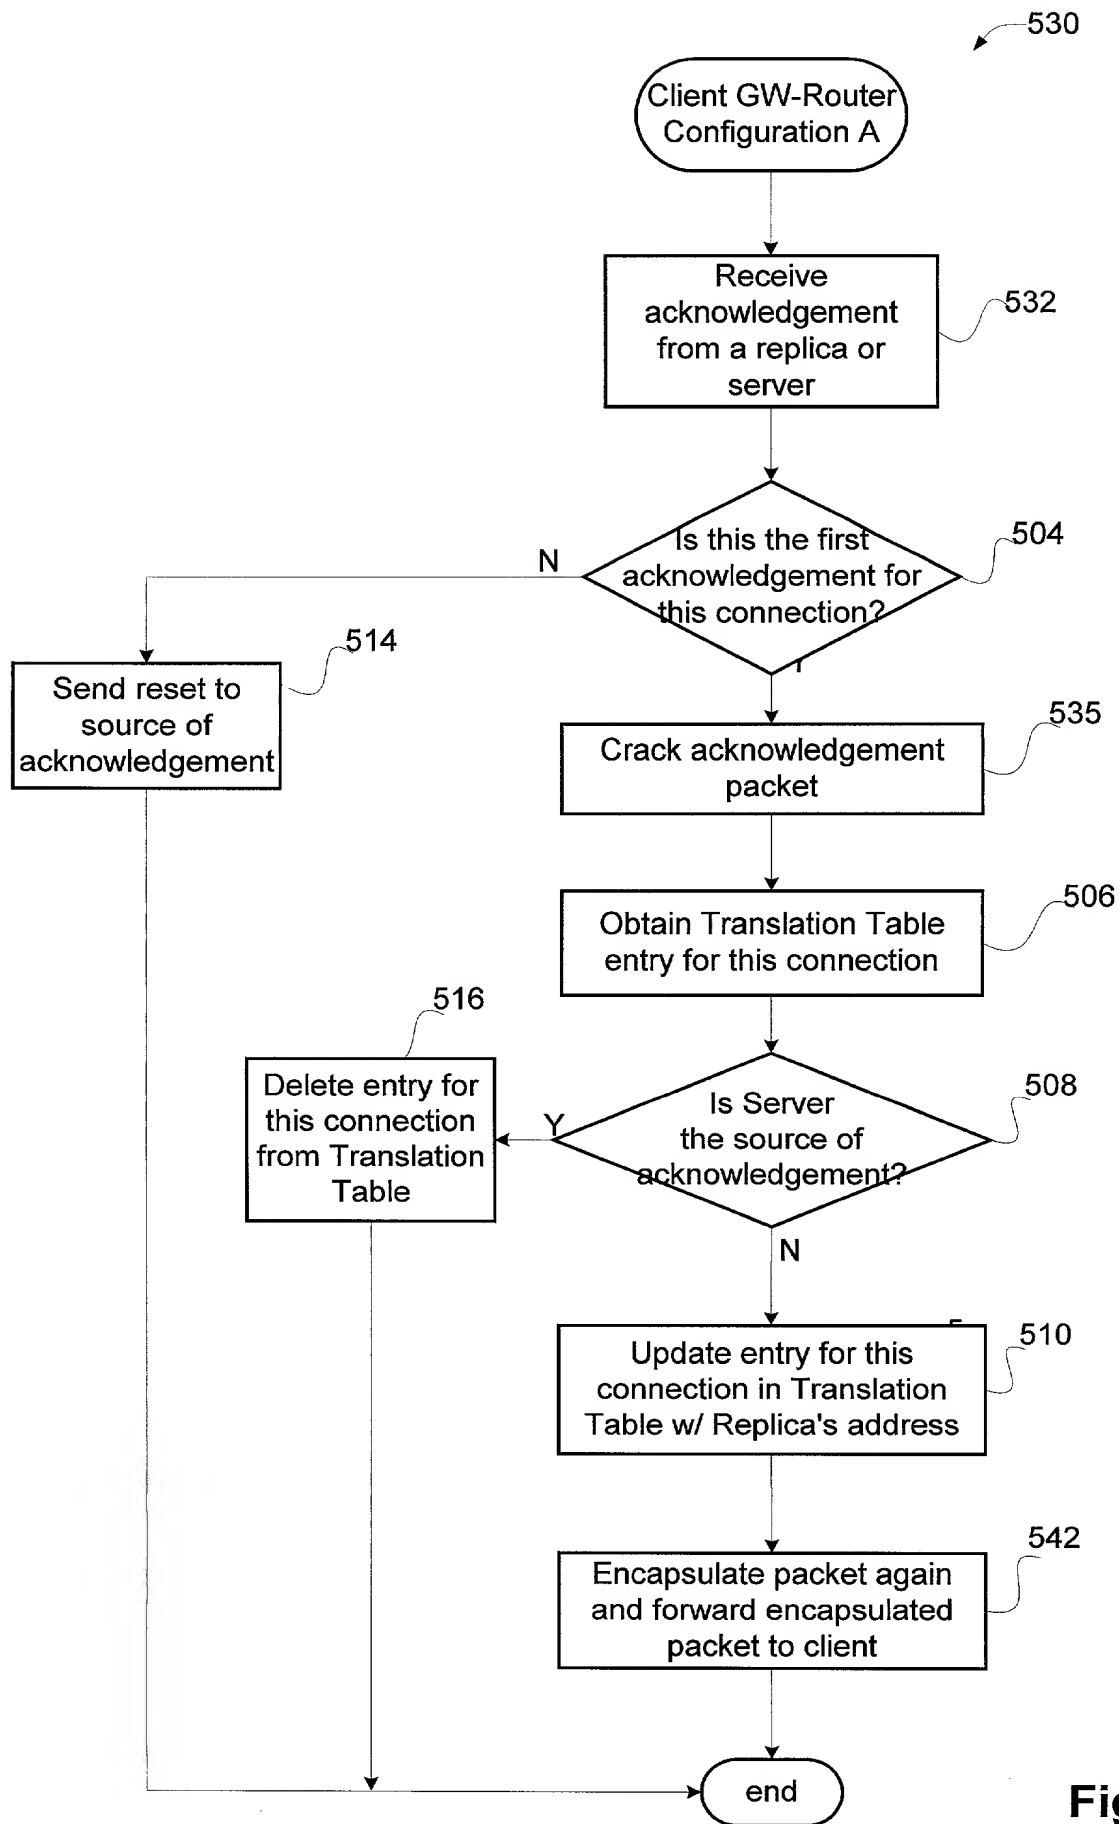 530
Client GW-Router
Configuration A
Receive
acknowledgement
from a replica or
server
532
Is this the first
acknowledgement for
this connection?
504
N
514
Send reset to
source of
acknowledgement
535
Crack acknowledgement
packet
506
Obtain Translation Table
entry for this connection
516
Delete entry for
this connection
from Translation
Table
508
Is Server
the source of
acknowledgement?
Y
N
510
Update entry for this
connection in Translation
Table w/ Replica's address
542
Encapsulate packet again
and forward encapsulated
packet to client
end